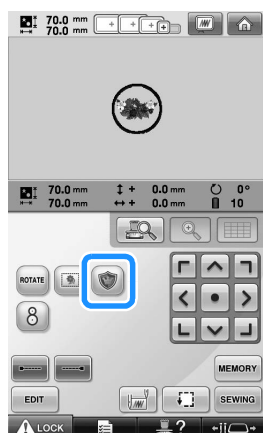 70.0 mm
70.0 mm
70.0 mm + 0.0 mm 0°
70.0 mm + 0.0 mm 10
ROTATE
8
MEMORY
EDIT
SEWING
LOCK
?